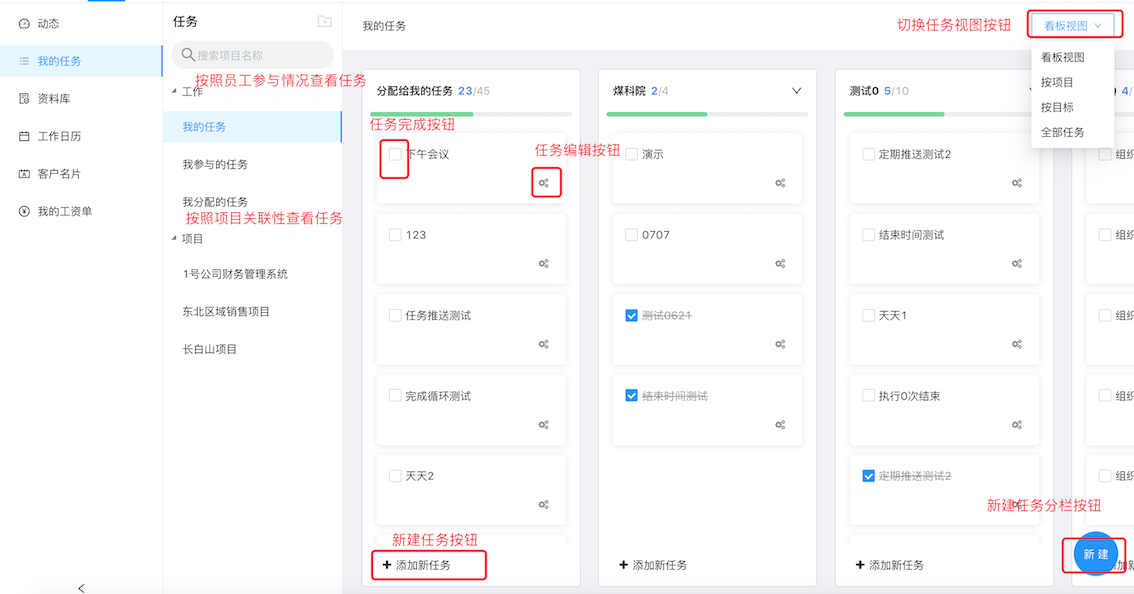 动态
我的任务
资料库
工作日历
客户名片
我的工资单
任务
搜索项目名称
按照员工参与情况查看任务
工作
我的任务
我参与的任务
我分配的任务
按照项目关联性查看任务
项目
1号公司财务管理系统
东北区域销售项目
长白山项目
我的任务
切换任务视图按钮
看板视图
看板视图
按项目
按目标
全部任务
分配给我的任务 23/45
任务完成按钮
下午会议
任务编辑按钮
123
任务推送测试
完成循环测试
天天2
新建任务按钮
添加新任务
煤科院 2/4
演示
0707
测试0621
结束时间测试
添加新任务
测试0 5/10
定期推送测试2
结束时间测试
天天1
执行0次结束
定期推送测试2
添加新任务
4/
组织
组织
组织
组织
组织
新建任务分栏按钮
新建